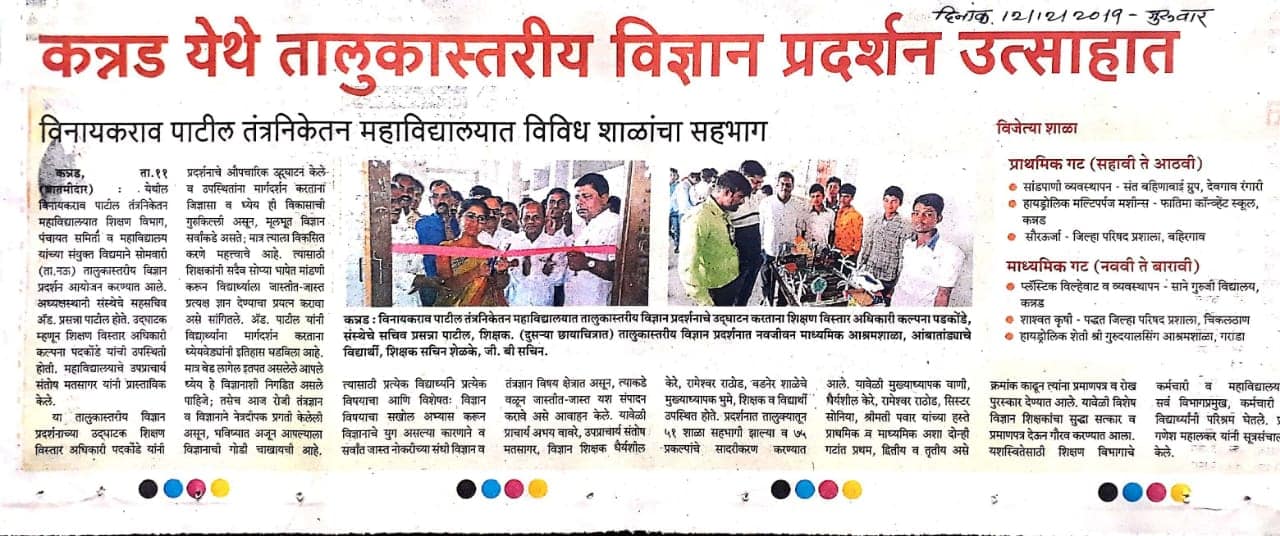 दिनांक, १२/१२/२०१९ - गुरुवार
कन्नड येथे तालुकास्तरीय विज्ञान प्रदर्शन उत्साहात
विनायकराव पाटील तंत्रनिकेतन महाविद्यालयात विविध शाळांचा सहभाग
कन्नड, ता.११
(बातमीदार) : येथील
विनायकराव पाटील तंत्रनिकेतन
महाविद्यालयात शिक्षण विभाग,
पंचायत समिती व महाविद्यालय
यांच्या संयुक्त विद्यमाने सोमवारी
(ता.नऊ) तालुकास्तरीय विज्ञान
प्रदर्शन आयोजन करण्यात आले.
अध्यक्षस्थानी संस्थेचे सहसचिव
अँड. प्रसन्ना पाटील होते. उद्घाटक
म्हणून शिक्षण विस्तार अधिकारी
कल्पना पदकोंडे यांची उपस्थिती
होती. महाविद्यालयाचे उपप्राचार्य
संतोष मतसागर यांनी प्रास्ताविक
केले.
या तालुकास्तरीय विज्ञान
प्रदर्शनाच्या उद्घाटक शिक्षण
विस्तार अधिकारी पदकोंडे यांनी
प्रदर्शनाचे औपचारिक उद्घाटन केले
व उपस्थितांना मार्गदर्शन करताना
जिज्ञासा व ध्येय ही विकासाची
गुरुकिल्ली असून, मूलभूत विज्ञान
सर्वांकडे असते; मात्र त्याला विकसित
करणे महत्त्वाचे आहे. त्यासाठी
शिक्षकांनी सदैव सोप्या भाषेत मांडणी
करून विद्यार्थ्यांला जास्तीत-जास्त
प्रत्यक्ष ज्ञान देण्याचा प्रयत्न करावा
असे सांगितले. अँड. पाटील यांनी
विद्यार्थ्यांना मार्गदर्शन करताना
ध्येयवेड्यांनी इतिहास घडविला आहे.
मात्र वेड लागेल इतपत असलेले आपले
ध्येय हे विज्ञानाशी निगडित असले
पाहिजे; तसेच आज रोजी तंत्रज्ञान
व विज्ञानाने नेत्रदीपक प्रगती केलेली
असून, भविष्यात अजून आपल्याला
विज्ञानाची गोडी चाखायची आहे.
कन्नड : विनायकराव पाटील तंत्रनिकेतन महाविद्यालयात तालुकास्तरीय विज्ञान प्रदर्शनाचे उद्घाटन करताना शिक्षण विस्तार अधिकारी कल्पना पडकोंडे,
संस्थेचे सचिव प्रसन्ना पाटील, शिक्षक. (दुसऱ्या छायाचित्रात) तालुकास्तरीय विज्ञान प्रदर्शनात नवजीवन माध्यमिक आश्रमशाळा, आंबातांड्याचे
विद्यार्थी, शिक्षक सचिन शेळके, जी. बी सचिन.
त्यासाठी प्रत्येक विद्यार्थ्याने प्रत्येक
विषयाचा आणि विशेषतः विज्ञान
विषयाचा सखोल अभ्यास करून
विज्ञानाचे युग असल्या कारणाने व
सर्वांत जास्त नोकरीच्या संधी विज्ञान व
तंत्रज्ञान विषय क्षेत्रात असून, त्याकडे
वळून जास्तीत-जास्त यश संपादन
करावे असे आवाहन केले. यावेळी
प्राचार्य अभय वावरे, उपप्राचार्य संतोष
मतसागर, विज्ञान शिक्षक धैर्यशील
केरे, रामेश्वर राठोड, वडनेर शाळेचे
मुख्याध्यापक भुमे, शिक्षक व विद्यार्थी
उपस्थित होते. प्रदर्शनात तालुक्यातून
५१ शाळा सहभागी झाल्या व ७५
प्रकल्पांचे सादरीकरण करण्यात
आले. यावेळी मुख्याध्यापक वाणी,
धैर्यशील केरे, रामेश्वर राठोड, सिस्टर
सोनिया, श्रीमती पवार यांच्या हस्ते
प्राथमिक व माध्यमिक अशा दोन्ही
गटांत प्रथम, द्वितीय व तृतीय असे
क्रमांक काढून त्यांना प्रमाणपत्र व रोख
पुरस्कार देण्यात आले. यावेळी विशेष
विज्ञान शिक्षकांचा सुद्धा सत्कार व
प्रमाणपत्र देऊन गौरव करण्यात आला.
यशस्वितेसाठी शिक्षण विभागाचे
कर्मचारी व महाविद्यालय
सर्व विभागप्रमुख, कर्मचारी
विद्यार्थींनी परिश्रम घेतले.
गणेश महालकर यांनी सूत्रसंचाल
केले.
विजेत्या शाळा
प्राथमिक गट (सहावी ते आठवी)
सांडपाणी व्यवस्थापन - संत बहिणाबाई ग्रुप, देवगाव रंगारी
हायड्रोलिक मल्टिपर्पज मशीन्स - फातिमा कॉन्व्हेंट स्कूल,
कन्नड
सौरऊर्जा - जिल्हा परिषद प्रशाला, बहिरगाव
माध्यमिक गट (नववी ते बारावी)
प्लॅस्टिक विल्हेवाट व व्यवस्थापन - साने गुरुजी विद्यालय,
कन्नड
शाश्वत कृषी - पद्धत जिल्हा परिषद प्रशाला, चिंकलठाण
हायड्रोलिक शेती श्री गुरुदयालसिंग आश्रमशाळा, गराडा